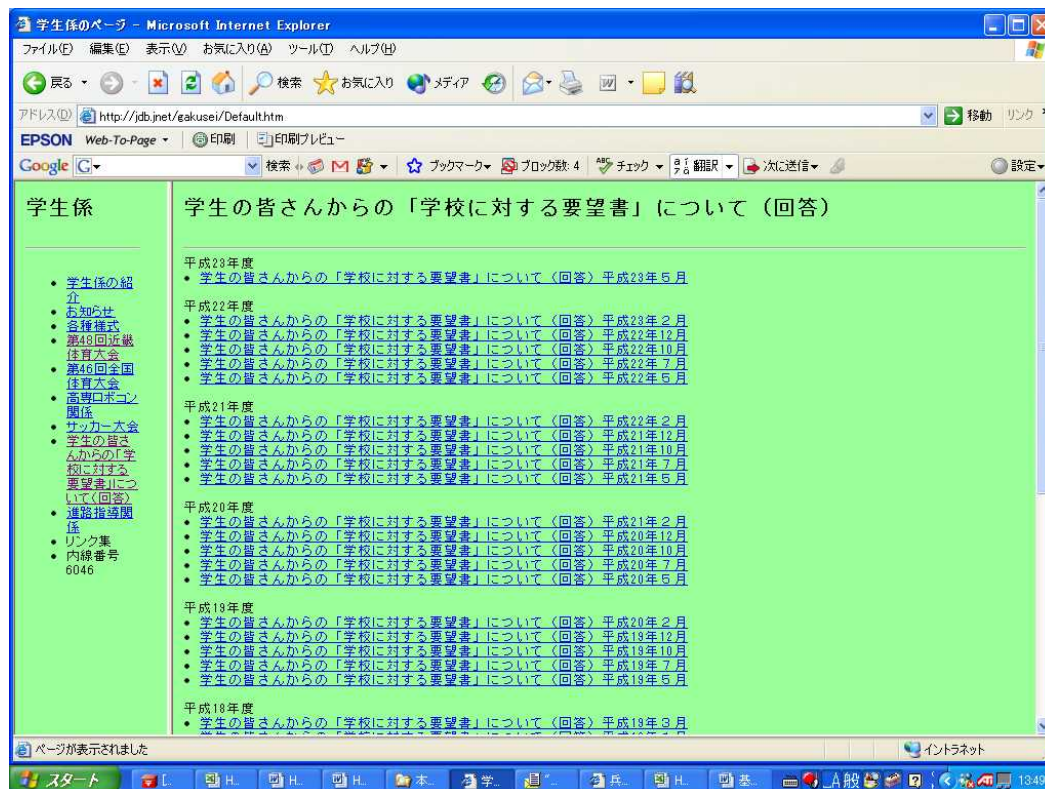 学生係のページ - Microsoft Internet Explorer
ファイル(F) 編集(E) 表示(V) お気に入り(A) ツール(T) ヘルプ(H)
戻る 検索 お気に入り メディア
アドレス(D) http://jdb.jnet/gakusei/Default.htm 移動 リンク
EPSON Web-To-Page 印刷 印刷プレビュー
Google 検索 ブックマーク ブロック数: 4 チェック 翻訳 次に送信 設定
学生係
学生係の紹
介
お知らせ
各種様式
第48回近畿
体育大会
第46回全国
体育大会
高専ロボコン
関係
サッカー大会
学生の皆さ
んからの「学
校に対する
要望書」につ
いて(回答)
進路指導関
係
リンク集
内線番号
6046
学生の皆さんからの「学校に対する要望書」について(回答)
平成23年度
学生の皆さんからの「学校に対する要望書」について(回答) 平成23年5月
平成22年度
学生の皆さんからの「学校に対する要望書」について(回答) 平成23年2月
学生の皆さんからの「学校に対する要望書」について(回答) 平成22年12月
学生の皆さんからの「学校に対する要望書」について(回答) 平成22年10月
学生の皆さんからの「学校に対する要望書」について(回答) 平成22年7月
学生の皆さんからの「学校に対する要望書」について(回答) 平成22年5月
平成21年度
学生の皆さんからの「学校に対する要望書」について(回答) 平成22年2月
学生の皆さんからの「学校に対する要望書」について(回答) 平成21年12月
学生の皆さんからの「学校に対する要望書」について(回答) 平成21年10月
学生の皆さんからの「学校に対する要望書」について(回答) 平成21年7月
学生の皆さんからの「学校に対する要望書」について(回答) 平成21年5月
平成20年度
学生の皆さんからの「学校に対する要望書」について(回答) 平成21年2月
学生の皆さんからの「学校に対する要望書」について(回答) 平成20年12月
学生の皆さんからの「学校に対する要望書」について(回答) 平成20年10月
学生の皆さんからの「学校に対する要望書」について(回答) 平成20年7月
学生の皆さんからの「学校に対する要望書」について(回答) 平成20年5月
平成19年度
学生の皆さんからの「学校に対する要望書」について(回答) 平成20年2月
学生の皆さんからの「学校に対する要望書」について(回答) 平成19年12月
学生の皆さんからの「学校に対する要望書」について(回答) 平成19年10月
学生の皆さんからの「学校に対する要望書」について(回答) 平成19年7月
学生の皆さんからの「学校に対する要望書」について(回答) 平成19年5月
平成18年度
学生の皆さんからの「学校に対する要望書」について(回答) 平成19年3月
ページが表示されました イントラネット
スタート H... H... H... 本... 学... 兵... H... 基... A 般 13:49